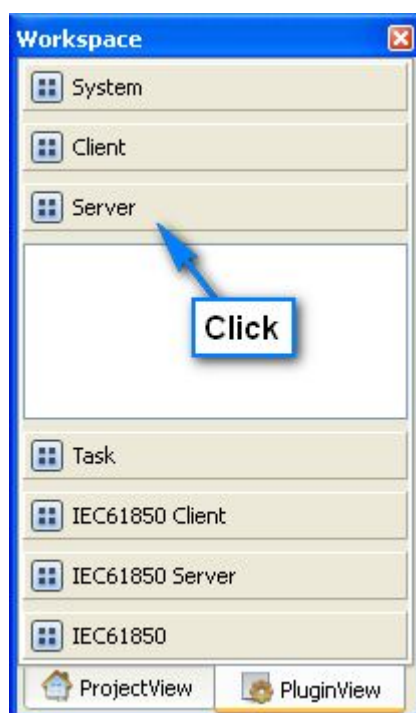 Workspace
System
Client
Server
Click
Task
IEC61850 Client
IEC61850 Server
IEC61850
ProjectView PluginView